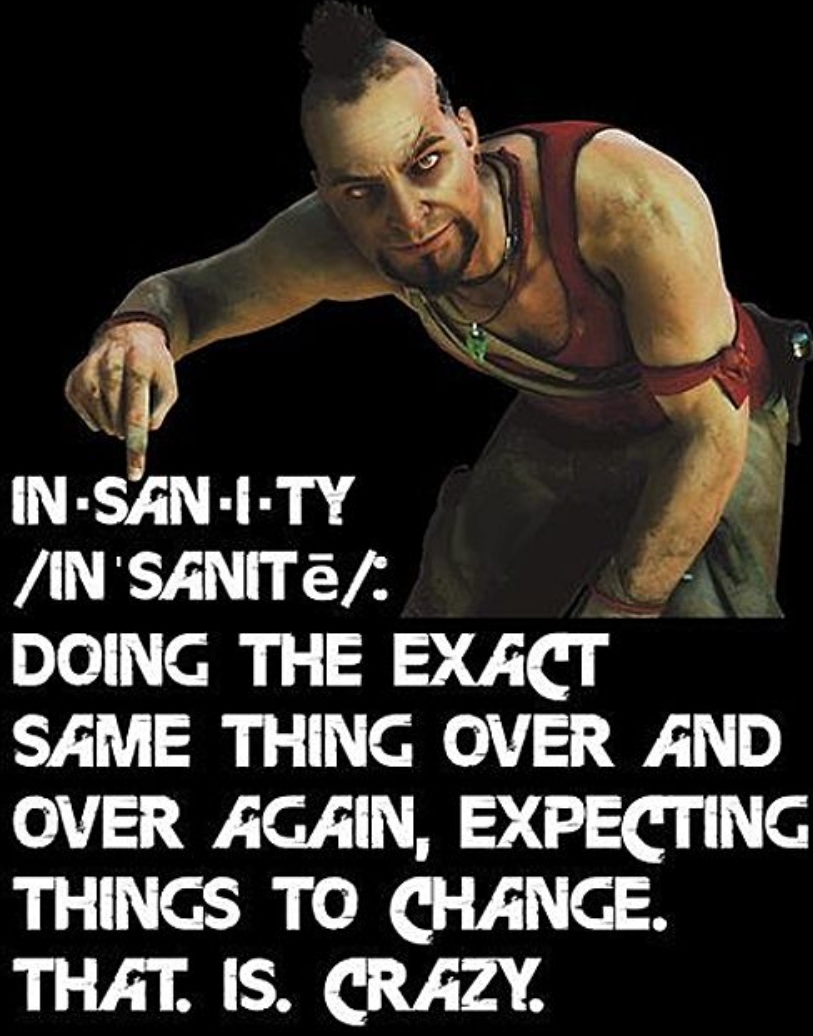 IN·SAN·I·TY
/IN'SANITē/:
DOING THE EXACT
SAME THING OVER AND
OVER AGAIN, EXPECTING
THINGS TO CHANGE.
THAT. IS. CRAZY.